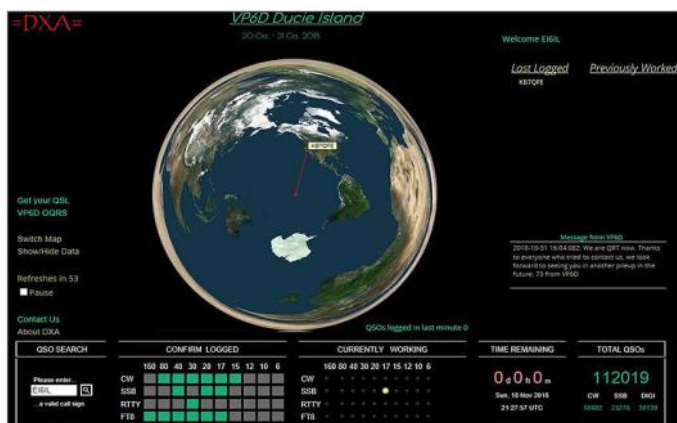 =DXA=
VP6D Ducie Island
20 Oct - 31 Oct 2018
Welcome EI6IL
Last Logged Previously Worked
KB7QFE
KB7QFE
Get your QSL
VP6D OQRS
Switch Map
Show/Hide Data
Refreshes in 53
Pause
Contact Us
About DXA
Message from VP6D
2018-10-31 16:04:08Z: We are QRT now. Thanks
to everyone who tried to contact us, we look
forward to seeing you in another pileup in the
future. 73 from VP6D
QSOs logged in last minute 0
QSO SEARCH
Please enter...
EI6IL
...a valid call sign
CONFIRM LOGGED
160 80 40 30 20 17 15 12 10 6
CW
SSB
RTTY
FT8
CURRENTLY WORKING
160 80 40 30 20 17 15 12 10 6
CW
SSB
RTTY
FT8
TIME REMAINING
0d0h0m
Sun, 18 Nov 2018
21:27:57 UTC
TOTAL QSOs
112019
CW SSB DIGI